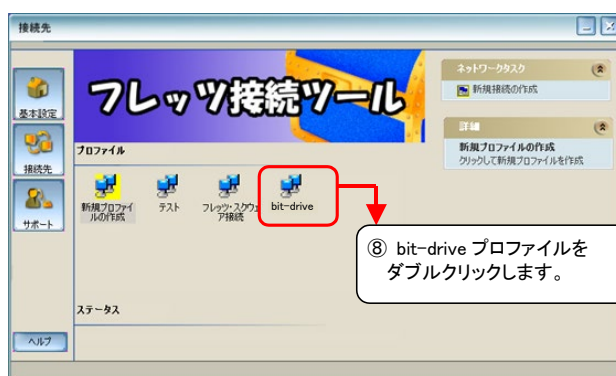 接続先
基本設定
接続先
サポート
ヘルプ
フレッツ接続ツール
プロファイル
新規プロファイ
ルの作成
テスト
フレッツ・スクウェ
ア接続
bit-drive
ステータス
ネットワークタスク
新規接続の作成
詳細
新規プロファイルの作成
クリックして新規プロファイルを作成
⑧ bit-drive プロファイルを
ダブルクリックします。